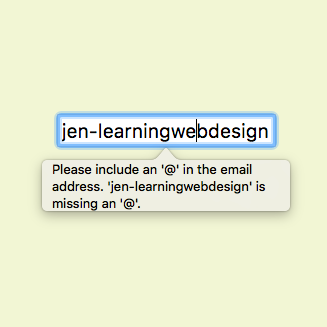 jen-learningwebdesign
Please include an '@' in the email
address. 'jen-learningwebdesign' is
missing an '@'.